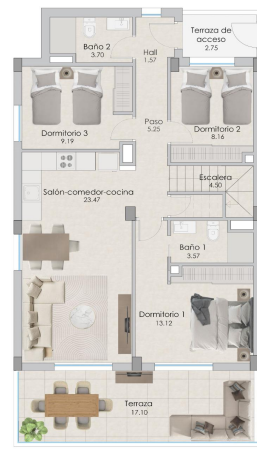 Terraza de
acceso
2.75
Baño 2
3.70
Hall
1.57
Paso
5.25
Dormitorio 3
9.19
Dormitorio 2
8.16
Escalera
4.50
Salón-comedor-cocina
23.47
Baño 1
3.57
Dormitorio 1
13.12
Terraza
17.10